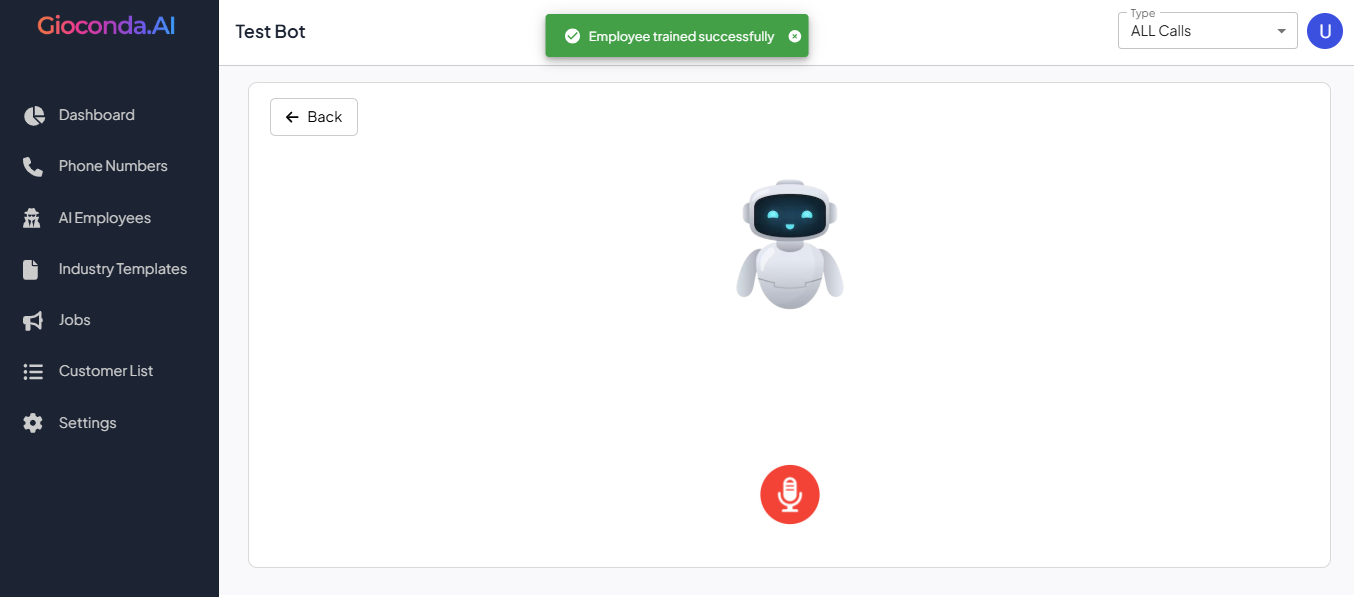 Gioconda.AI
Test Bot
Employee trained successfully
Type
ALL Calls
U
Dashboard
Phone Numbers
AI Employees
Industry Templates
Jobs
Customer List
Settings
Back